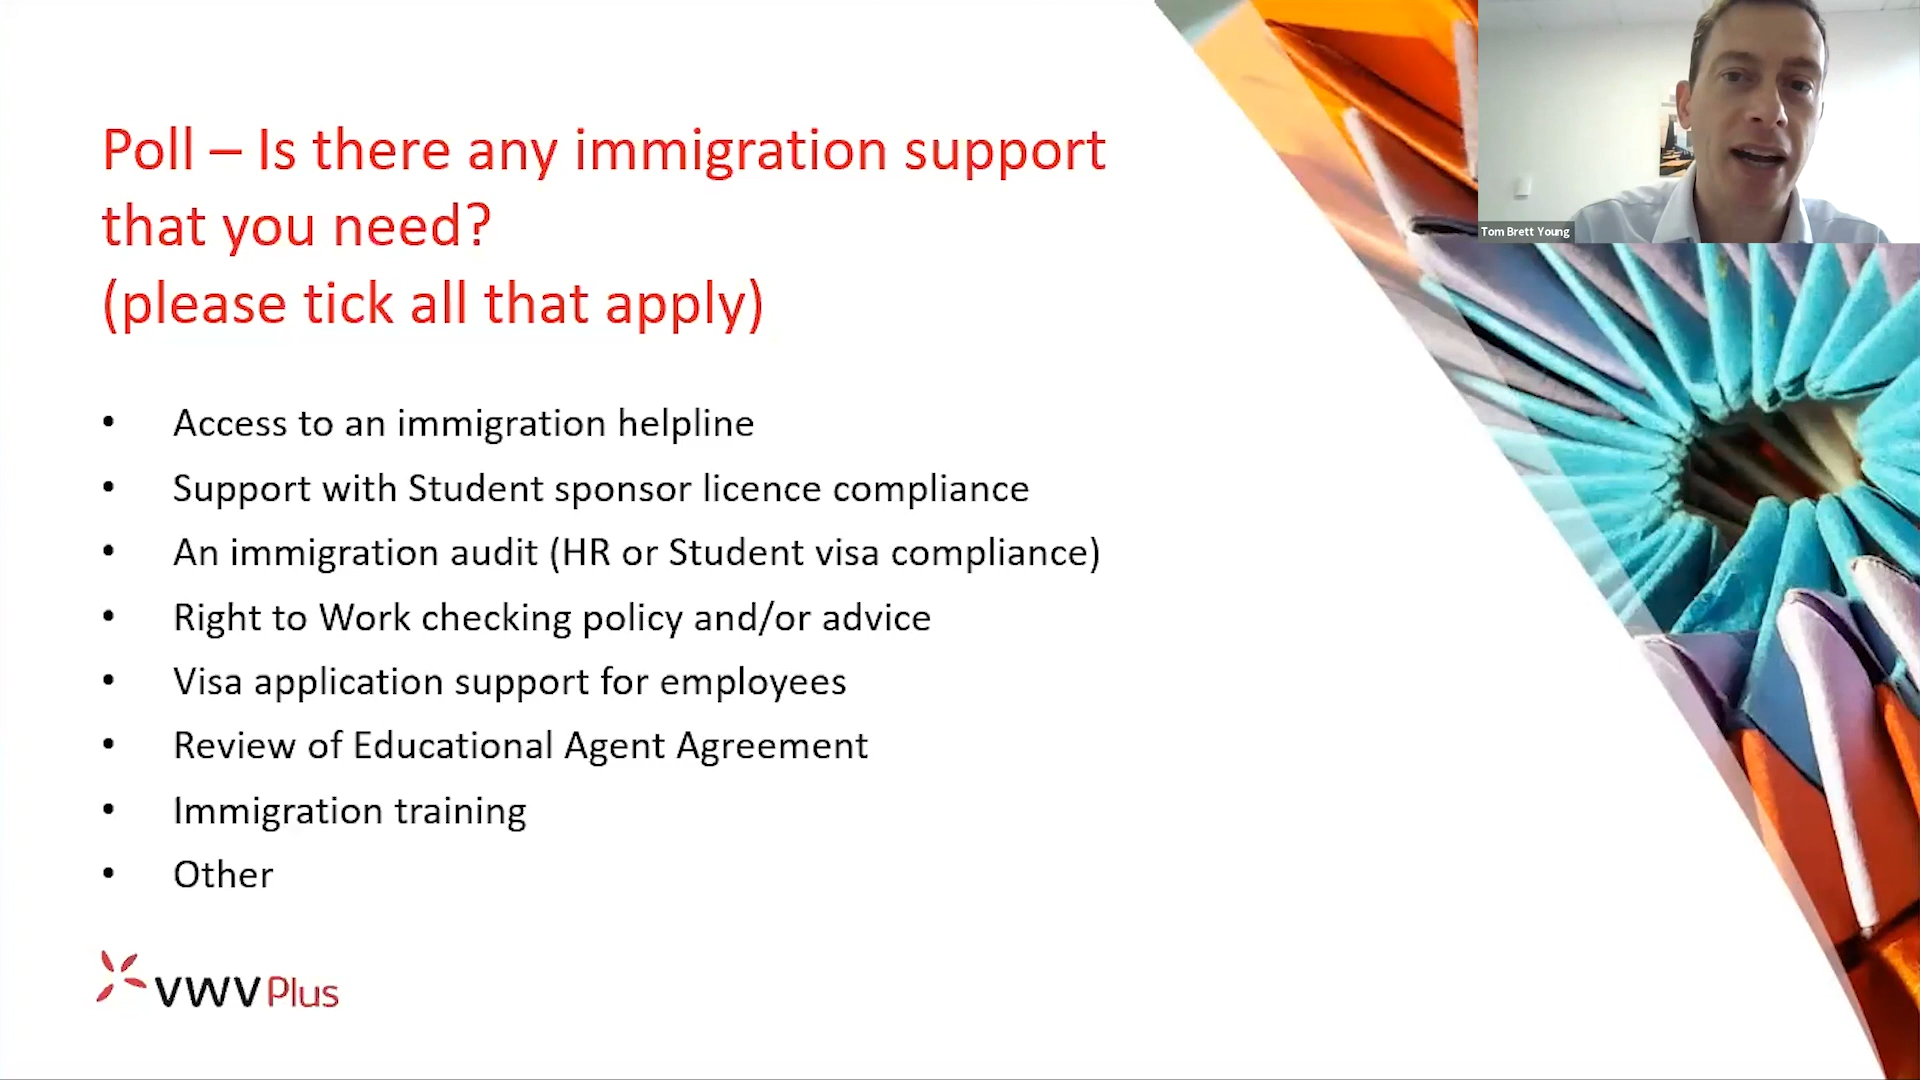 Poll – Is there any immigration support
that you need?
(please tick all that apply)
• Access to an immigration helpline
• Support with Student sponsor licence compliance
• An immigration audit (HR or Student visa compliance)
• Right to Work checking policy and/or advice
• Visa application support for employees
• Review of Educational Agent Agreement
• Immigration training
• Other
VWV Plus
Tom Brett Young